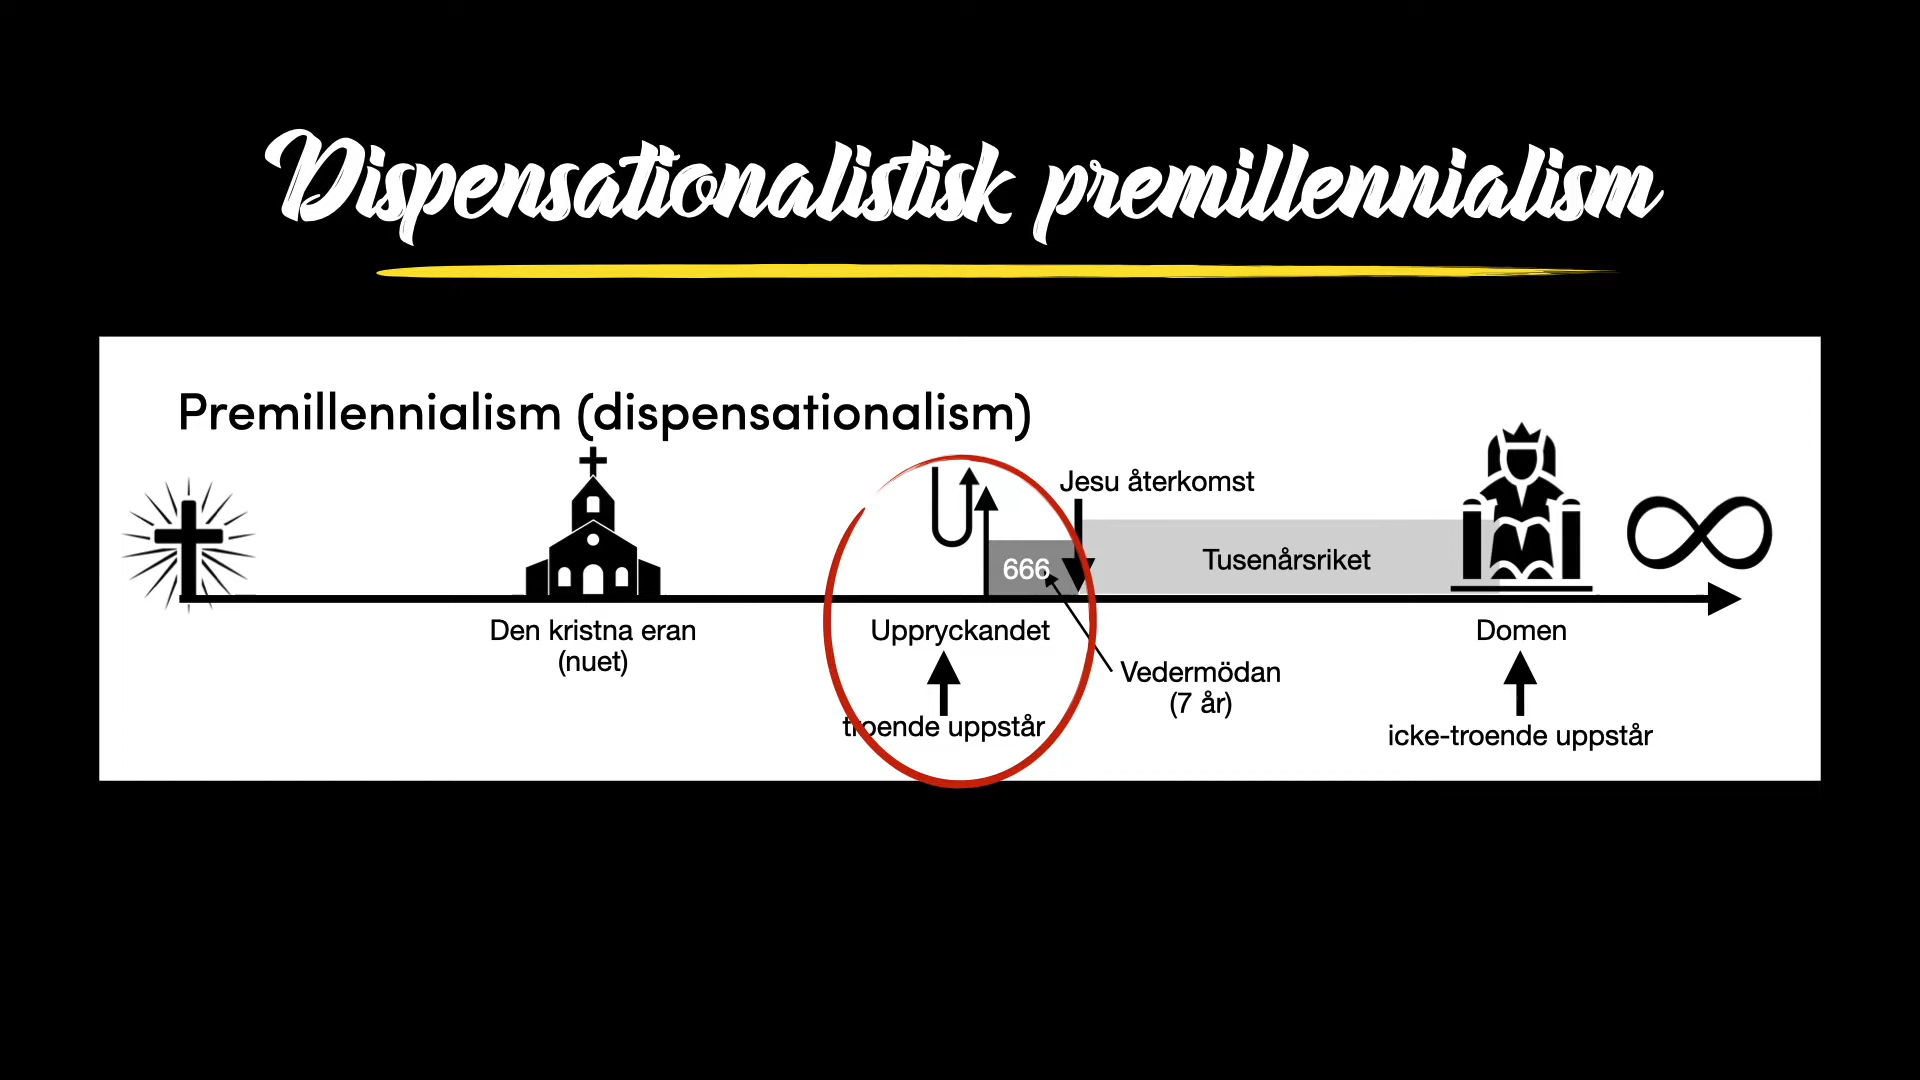 Dispensationalistisk premillennialism
Premillennialism (dispensationalism)
Jesu återkomst
666
Tusenårsriket
Den kristna eran
(nuet)
Uppryckandet
Domen
Vedermödan
(7 år)
troende uppstår
icke-troende uppstår